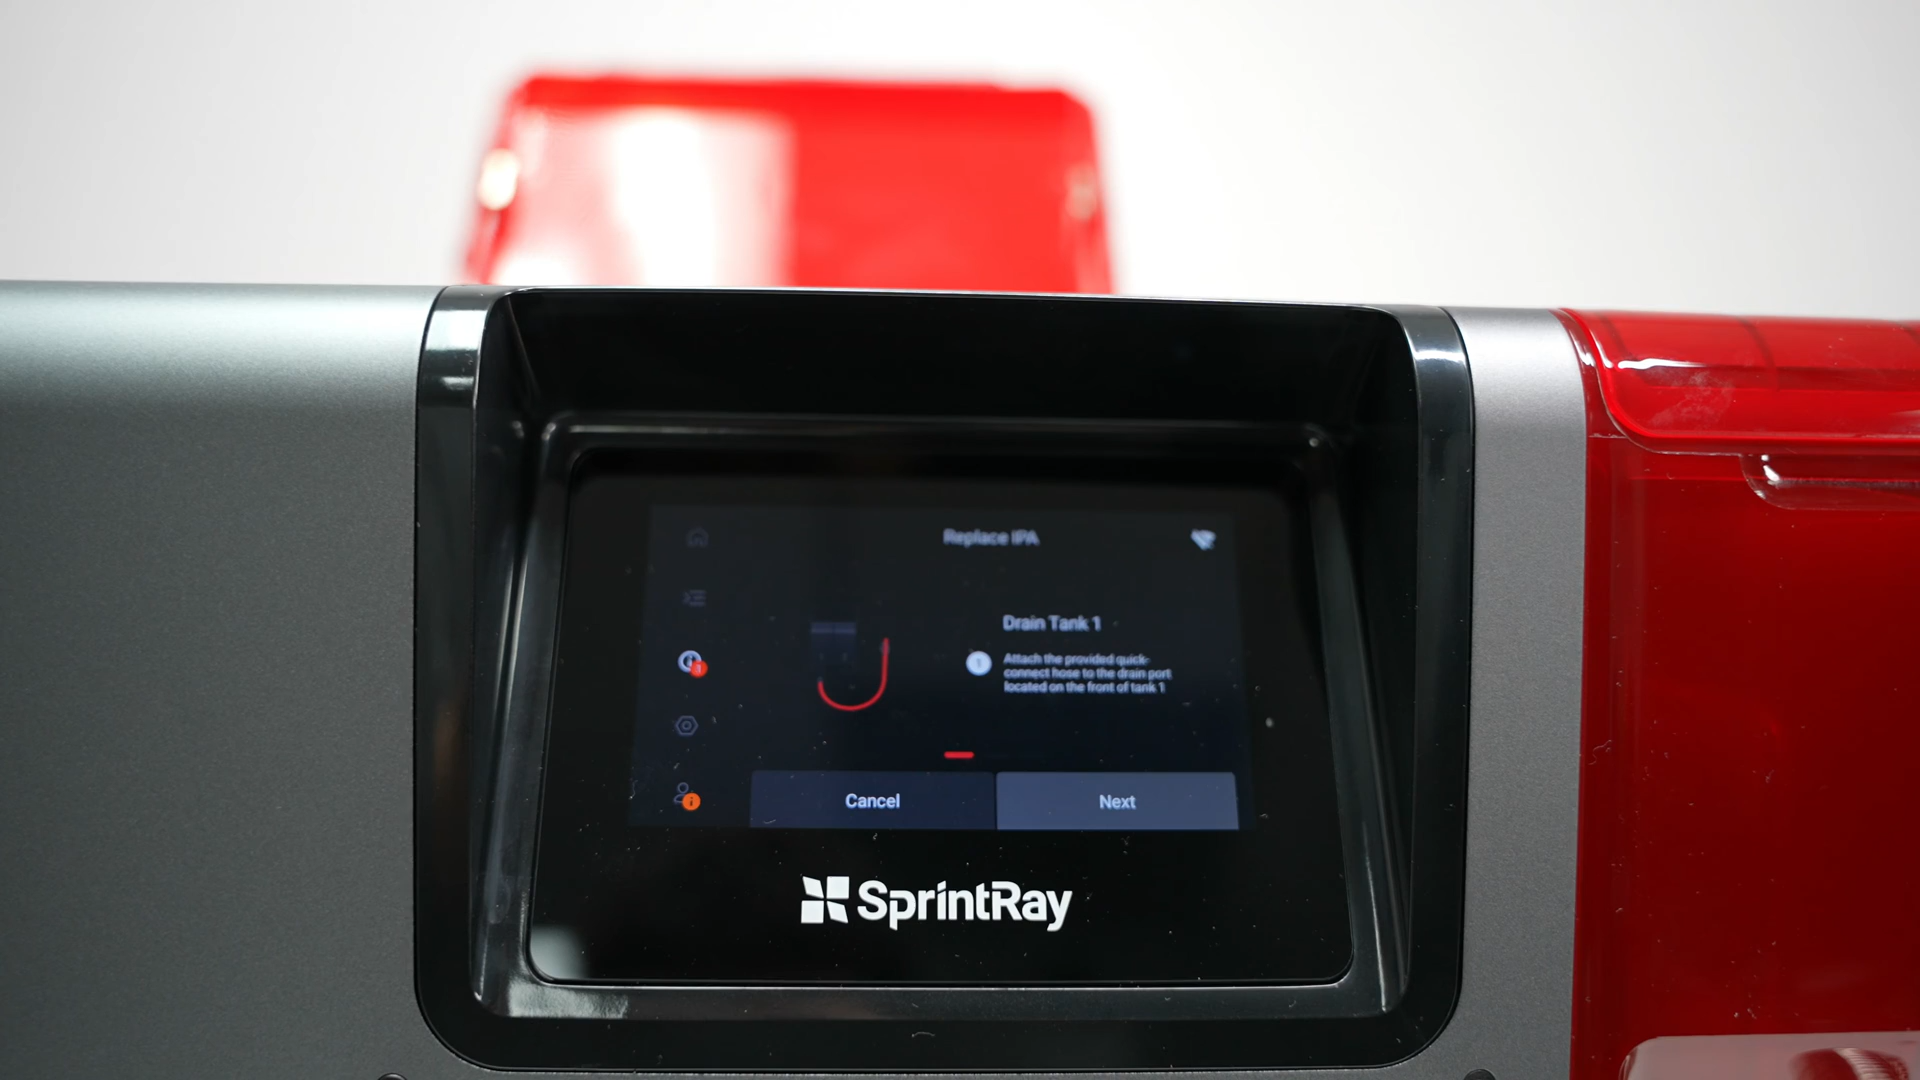 Replace IPA
Drain Tank 1
1
Attach the provided quick-
connect hose to the drain port
located on the front of tank 1
Cancel
Next
SprintRay